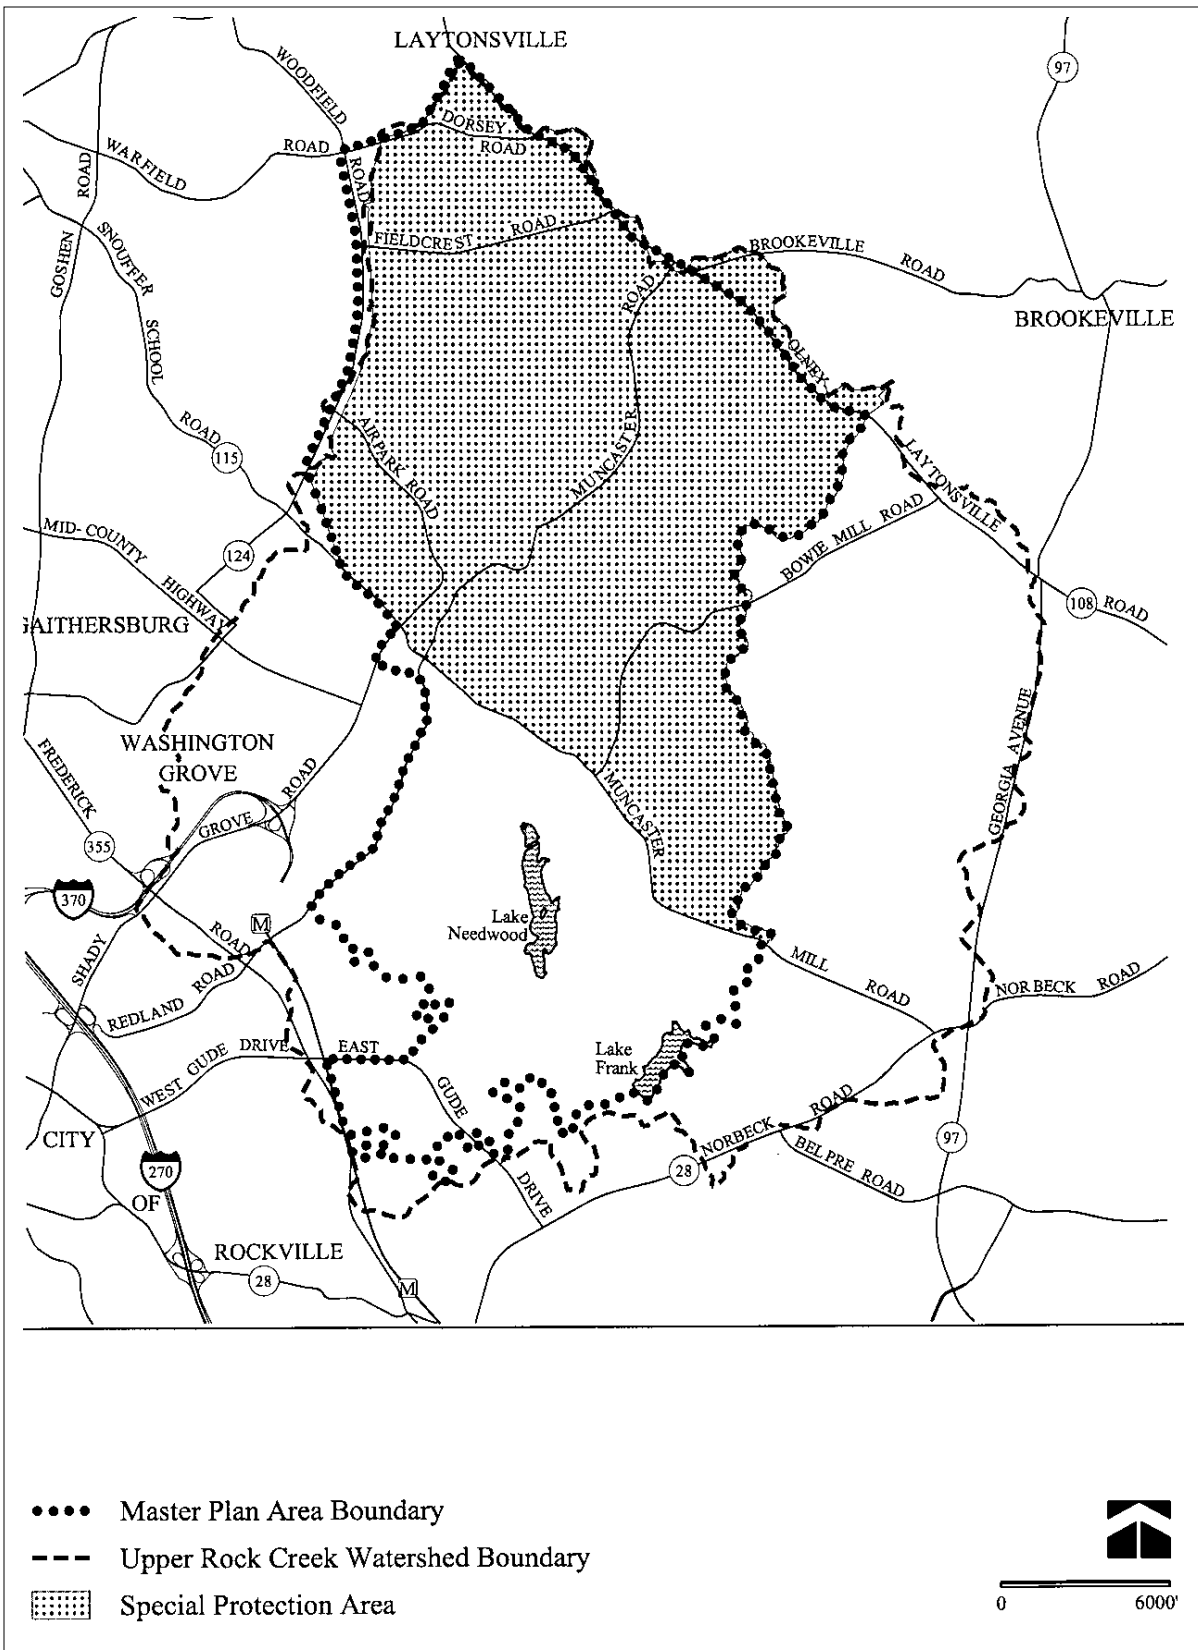 LAYTONSVILLE
97
WOODFIELD
ROAD
DORSEY
ROAD
ROAD
WARFIELD
ROAD
GOSHEN
SNOUFFER
SCHOOL
ROAD
115
FIELDCREST
ROAD
BROOKEVILLE
ROAD
BROOKEVILLE
ROAD
MUNCASTER
OLNEY
LAYTONSVILLE
108
ROAD
AIRPARK ROAD
BOWIE MILL ROAD
MID-COUNTY
HIGHWAY
124
GAITHERSBURG
WASHINGTON
GROVE
FREDERICK
355
ROAD
GROVE
ROAD
SHADY
370
M
REDLAND
ROAD
MUNCASTER
MILL
ROAD
GEORGIA AVENUE
NORBECK
ROAD
Lake
Needwood
Lake
Frank
WEST GUDE
DRIVE
EAST
GUDE
DRIVE
NORBECK
ROAD
28
BELPRE ROAD
97
CITY
OF
ROCKVILLE
270
28
M
Master Plan Area Boundary
Upper Rock Creek Watershed Boundary
Special Protection Area
0
6000'